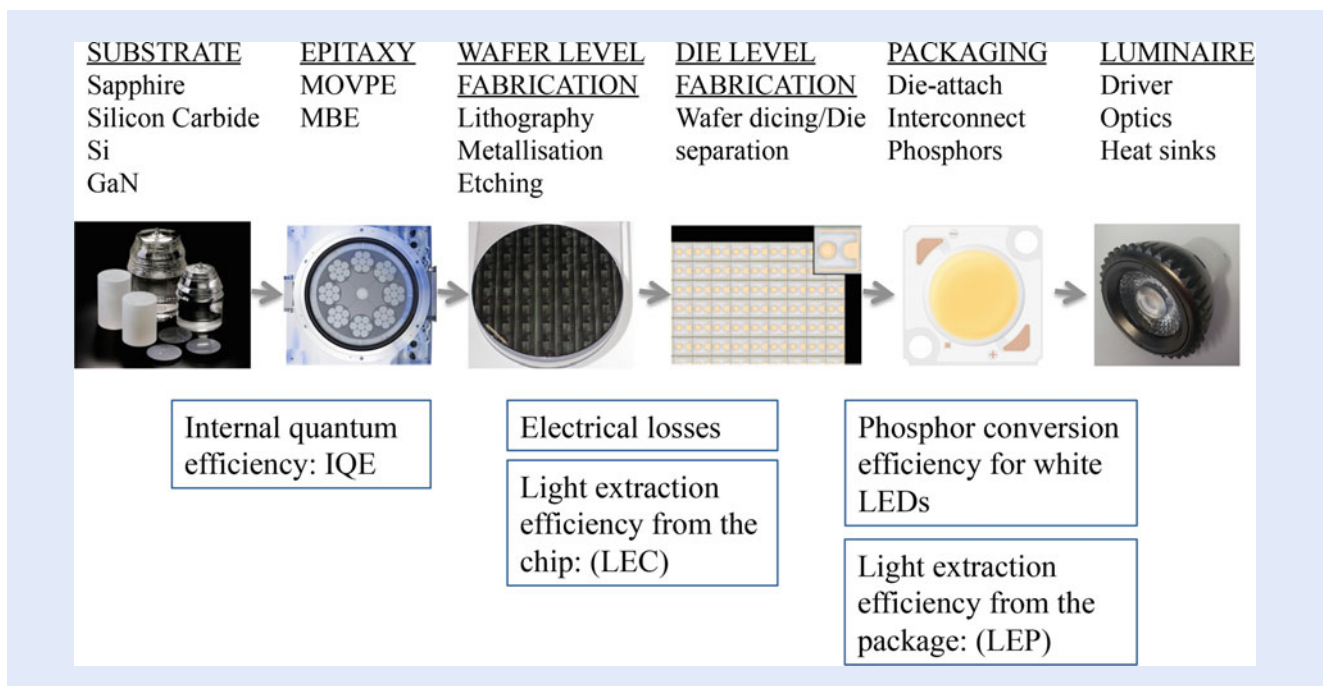 SUBSTRATE
Sapphire
Silicon Carbide
Si
GaN
EPITAXY
MOVPE
MBE
WAFER LEVEL
FABRICATION
Lithography
Metallisation
Etching
DIE LEVEL
FABRICATION
Wafer dicing/Die
separation
PACKAGING
Die-attach
Interconnect
Phosphors
LUMINAIRE
Driver
Optics
Heat sinks
Internal quantum
efficiency: IQE
Electrical losses
Light extraction
efficiency from the
chip: (LEC)
Phosphor conversion
efficiency for white
LEDs
Light extraction
efficiency from the
package: (LEP)